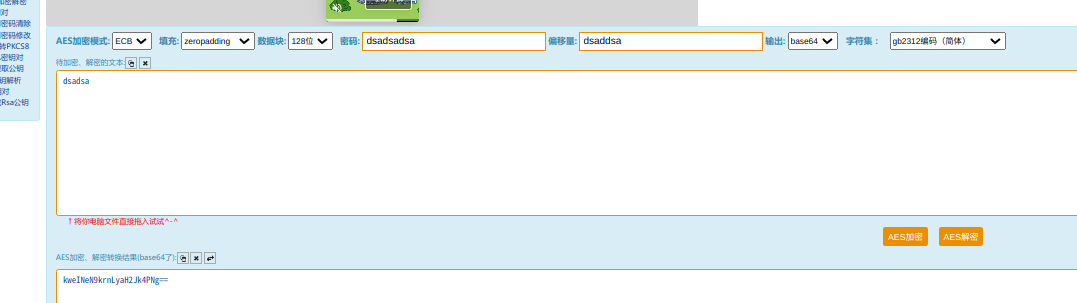 加密解密
对
密码清除
密码修改
转PKCS8
密钥对
取公钥
钥解析
对
Rsa公钥
AES加密模式: ECB 填充: zeropadding 数据块: 128位 密码: dsadsadsa 偏移量: dsaddsa 输出: base64 字符集： gb2312编码（简体）
待加密、解密的文本:
dsadsa
↑将你电脑文件直接拖入试试^-^
AES加密 AES解密
AES加密、解密转换结果(base64了):
kweINeN9krnLyaH2Jk4PNg==